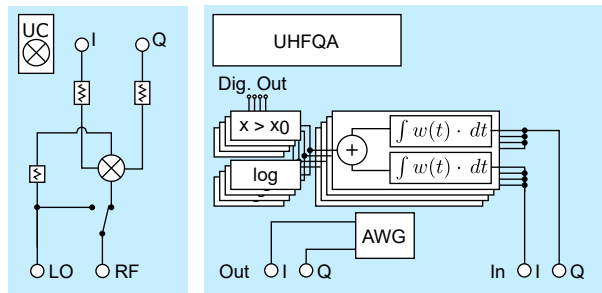 UC
I
Q
LO
RF
UHFQA
Dig. Out
x > x0
log
+
∫ w(t) · dt
∫ w(t) · dt
AWG
Out
I
Q
In
I
Q